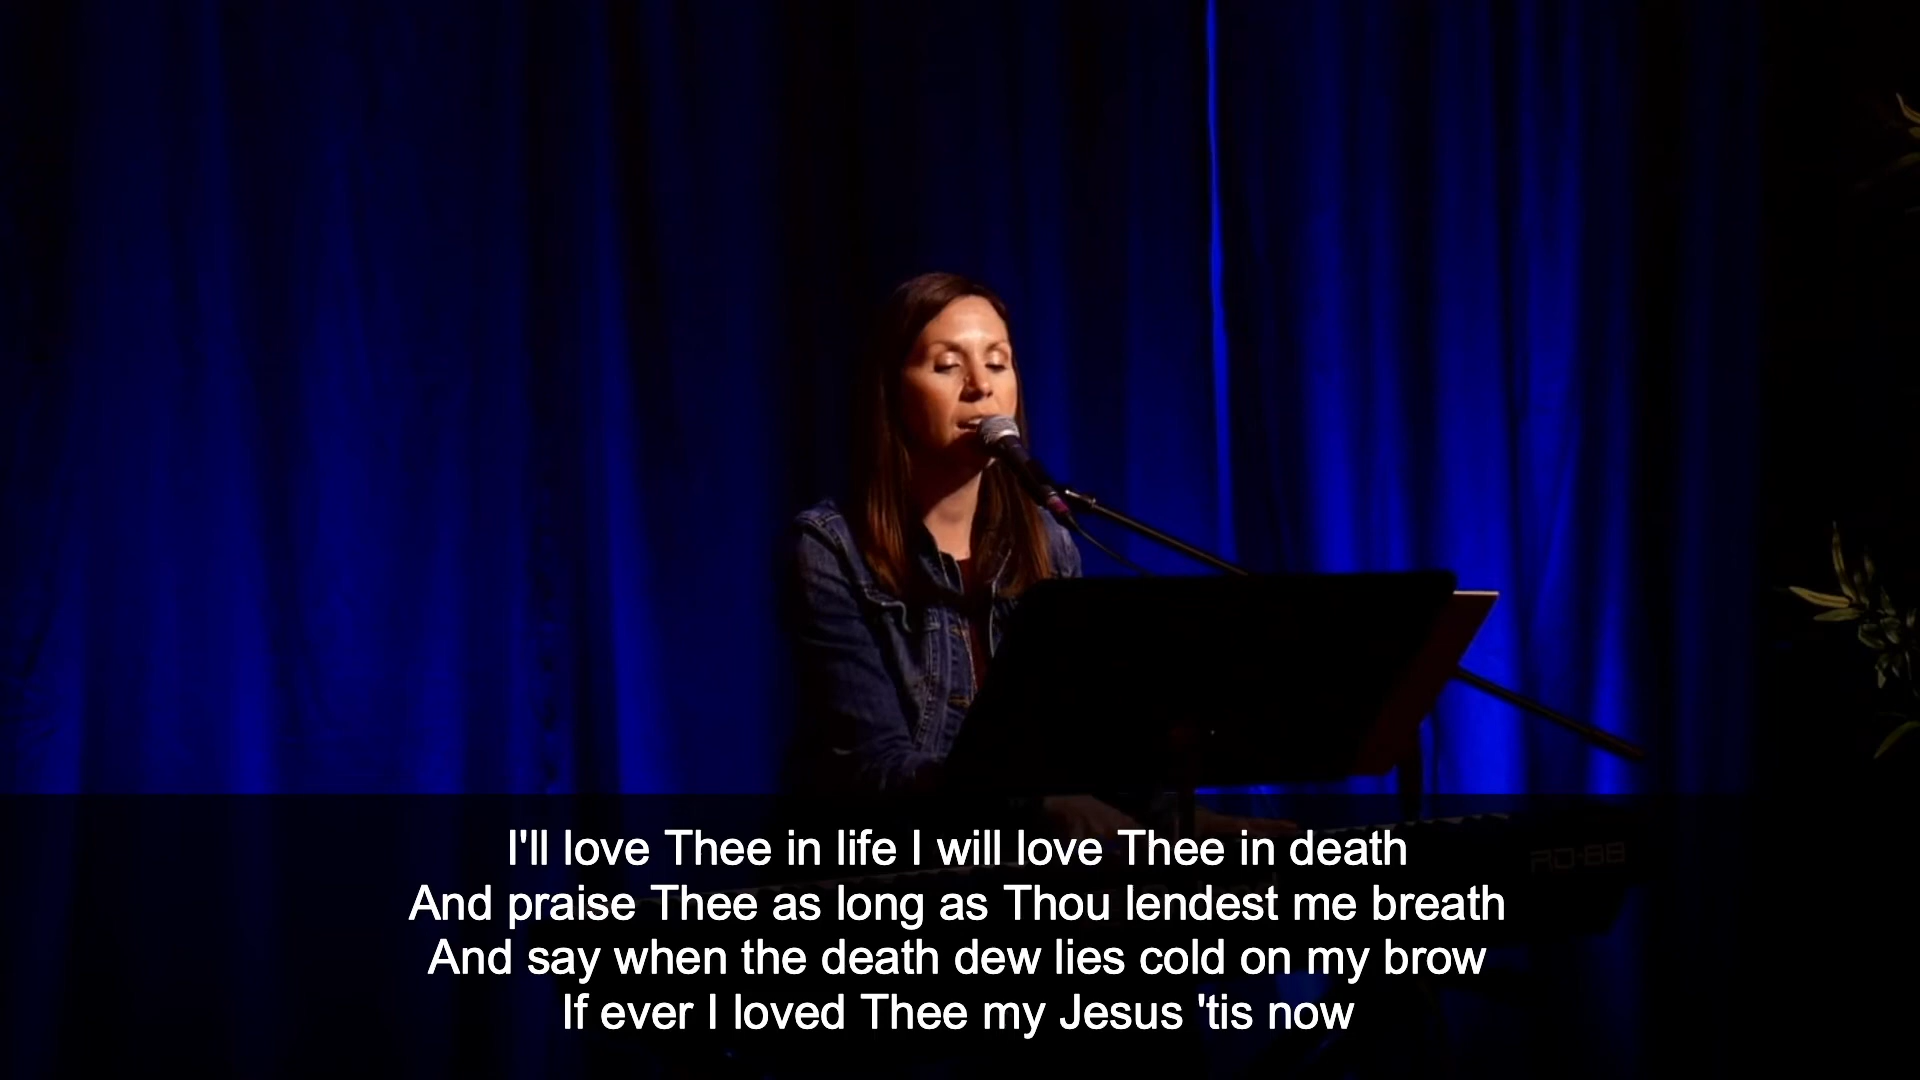 I'll love Thee in life I will love Thee in death
And praise Thee as long as Thou lendest me breath
And say when the death dew lies cold on my brow
If ever I loved Thee my Jesus 'tis now